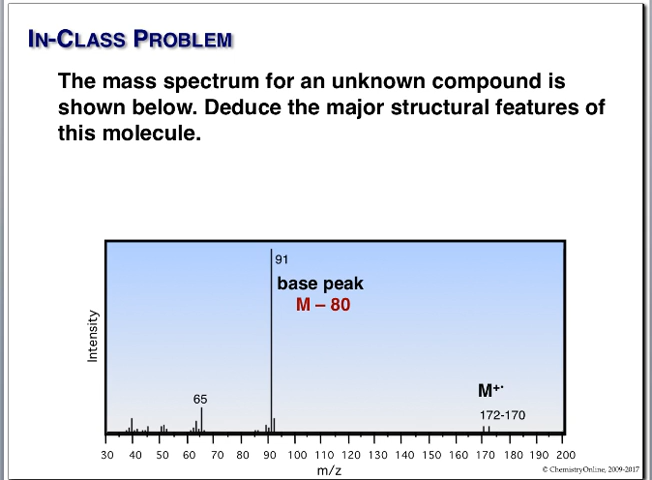 IN-CLASS PROBLEM
The mass spectrum for an unknown compound is
shown below. Deduce the major structural features of
this molecule.
91
base peak
M – 80
Intensity
65
M+·
172-170
30 40 50 60 70 80 90 100 110 120 130 140 150 160 170 180 190 200
m/z
© ChemistryOnline, 2009-2017